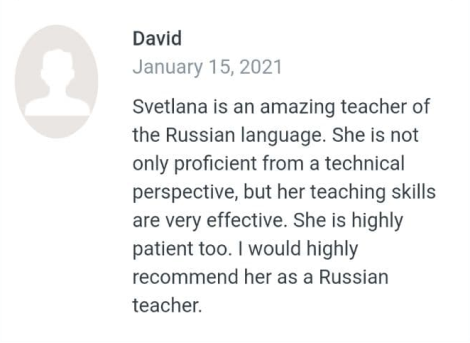 David
January 15, 2021
Svetlana is an amazing teacher of
the Russian language. She is not
only proficient from a technical
perspective, but her teaching skills
are very effective. She is highly
patient too. I would highly
recommend her as a Russian
teacher.